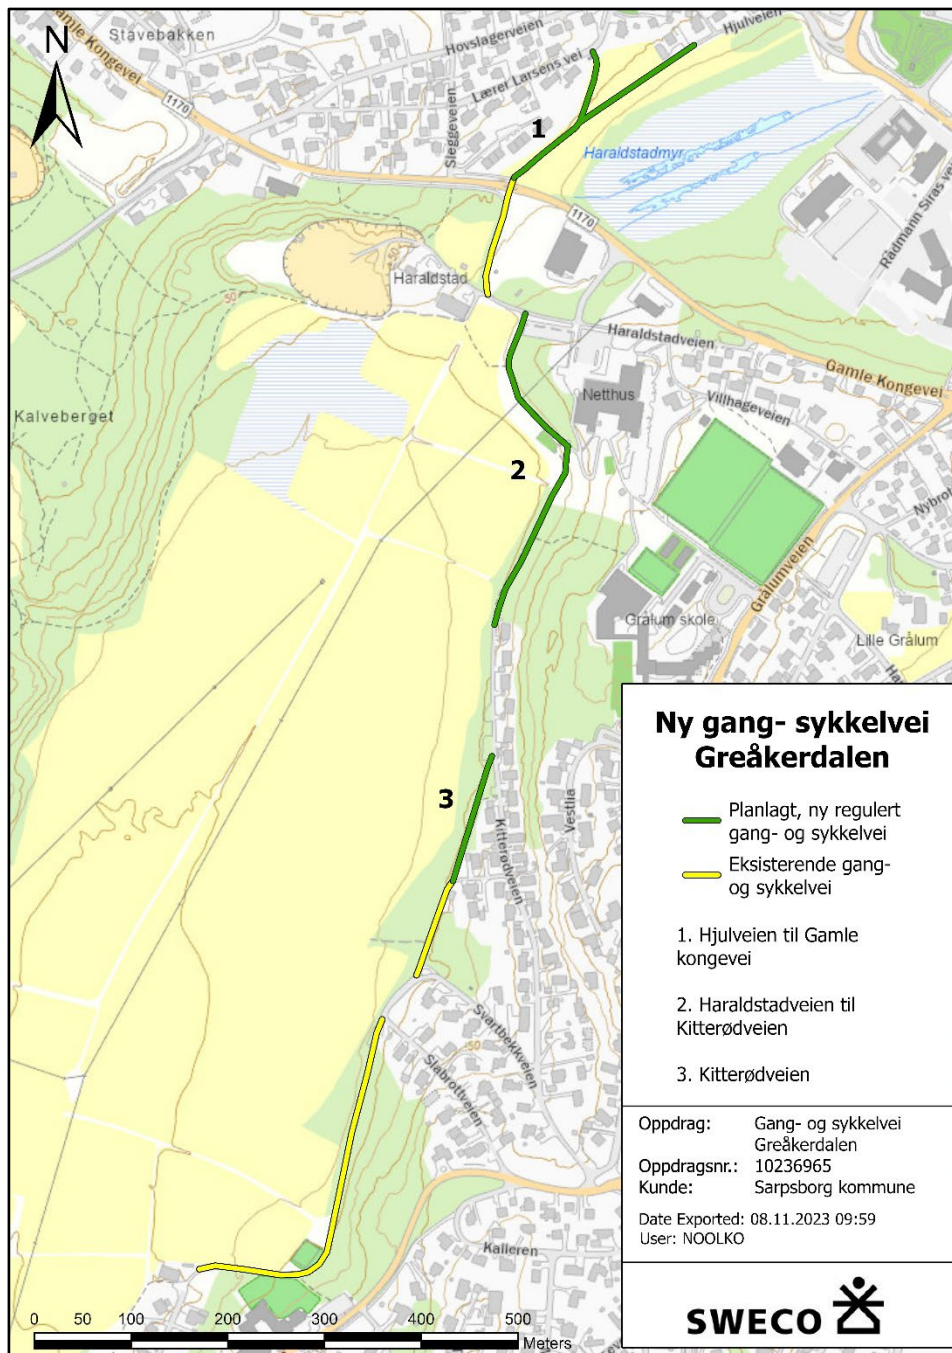 N
Gamle Kongevei
Stavebakken
Hovslagerveien
Hjulveien
1170
Lærer Larsens vei
Sleggeveien
1
Haraldstadmyr
Rådmann Siras vei
1170
Haraldstad
50
50
Haraldstadveien
Gamle Kongevei
Kalveberget
Netthus
Villhageveien
2
Grålumveien
Grålum skole
Lille Grålum
3
Kitterødveien
Vestlia
Svartbekkveien
50
Slabrottveien
Kalleren
Ny gang- sykkelvei
Greåkerdalen
Planlagt, ny regulert
gang- og sykkelvei
Eksisterende gang-
og sykkelvei
1. Hjulveien til Gamle
kongevei
2. Haraldstadveien til
Kitterødveien
3. Kitterødveien
Oppdrag: Gang- og sykkelvei
Greåkerdalen
Oppdragsnr.: 10236965
Kunde: Sarpsborg kommune
Date Exported: 08.11.2023 09:59
User: NOOLKO
SWECO
0 100 200 300 400 500
Meters